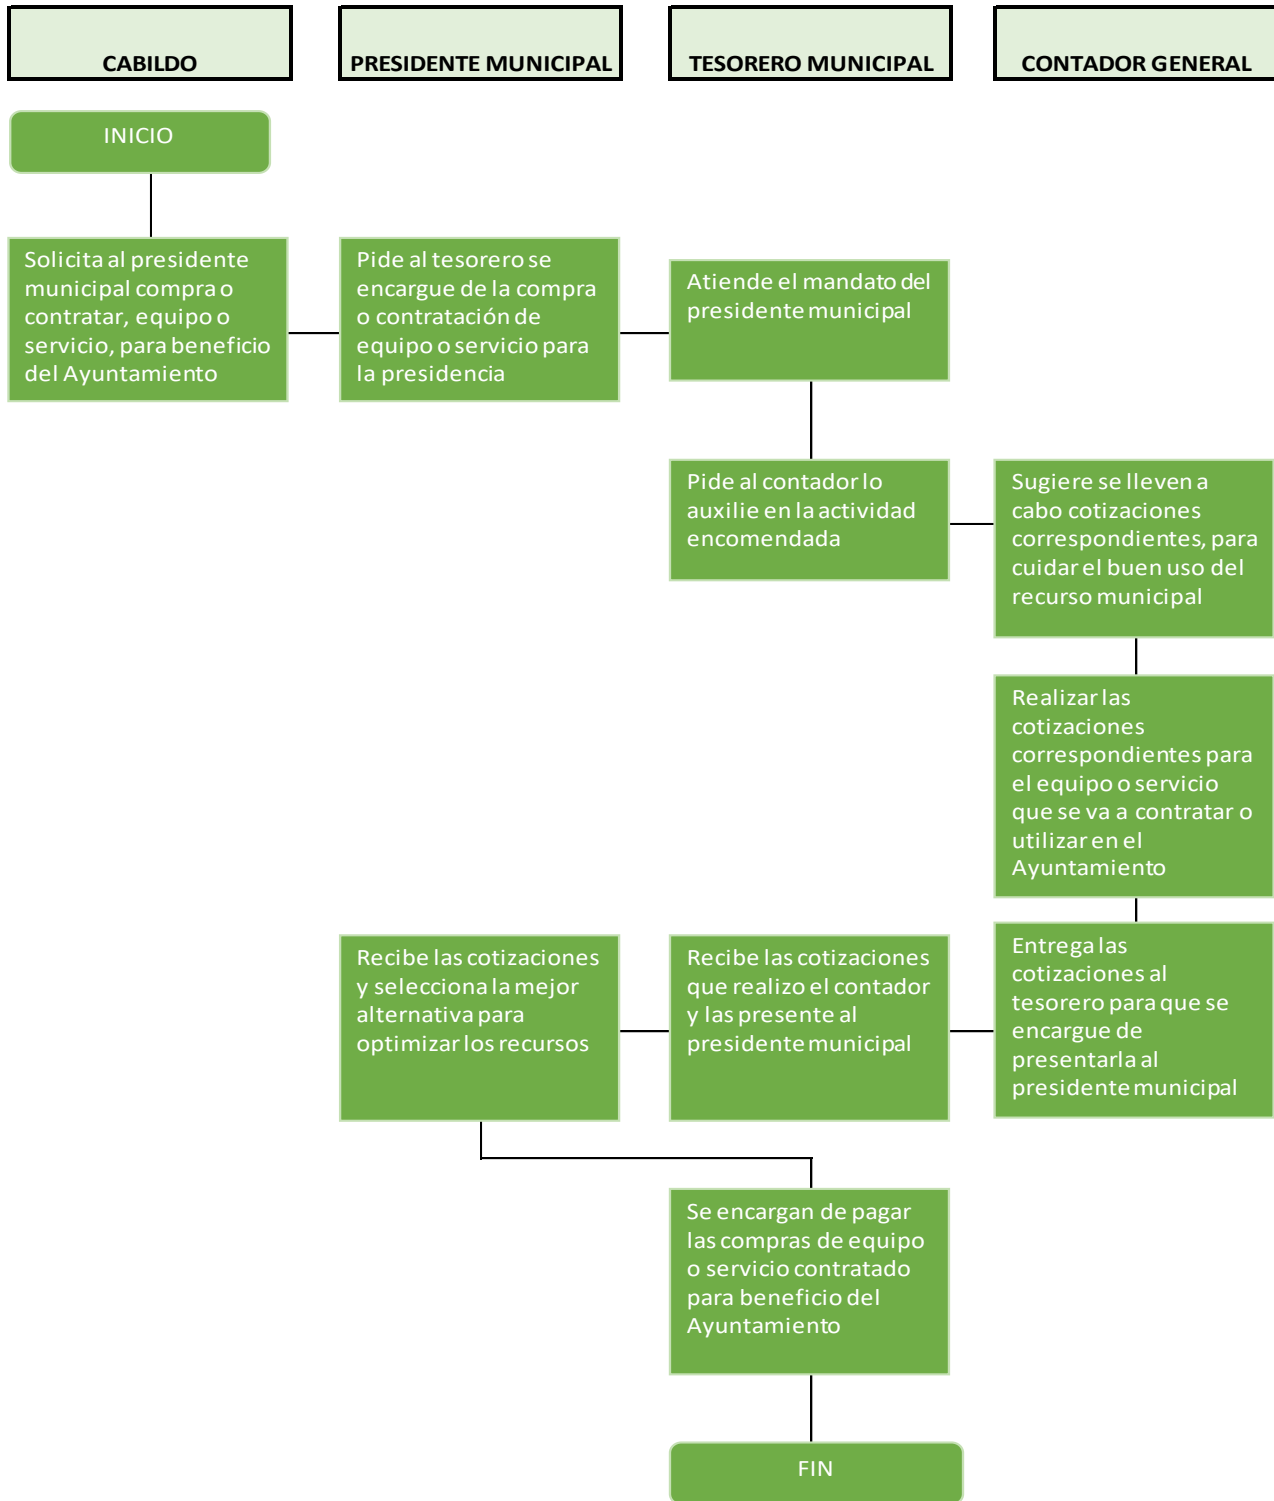 CABILDO
PRESIDENTE MUNICIPAL
TESORERO MUNICIPAL
CONTADOR GENERAL
INICIO
Solicita al presidente
municipal compra o
contratar, equipo o
servicio, para beneficio
del Ayuntamiento
Pide al tesorero se
encargue de la compra
o contratación de
equipo o servicio para
la presidencia
Atiende el mandato del
presidente municipal
Pide al contador lo
auxilie en la actividad
encomendada
Sugiere se lleven a
cabo cotizaciones
correspondientes, para
cuidar el buen uso del
recurso municipal
Realizar las
cotizaciones
correspondientes para
el equipo o servicio
que se va a contratar o
utilizar en el
Ayuntamiento
Entrega las
cotizaciones al
tesorero para que se
encargue de
presentarla al
presidente municipal
Recibe las cotizaciones
que realizo el contador
y las presente al
presidente municipal
Recibe las cotizaciones
y selecciona la mejor
alternativa para
optimizar los recursos
Se encargan de pagar
las compras de equipo
o servicio contratado
para beneficio del
Ayuntamiento
FIN